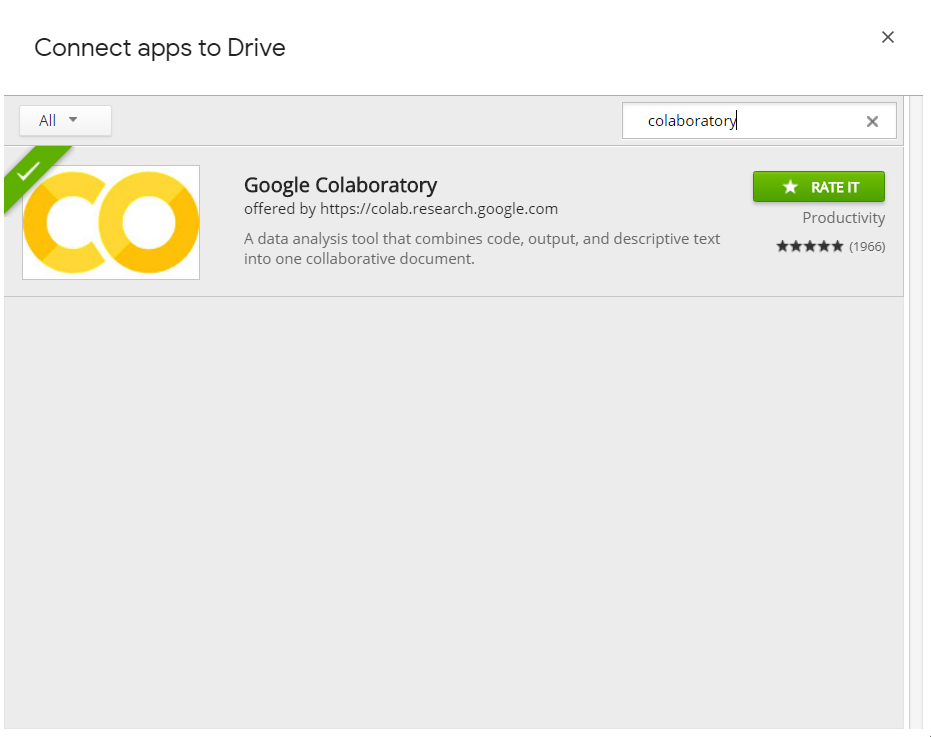 Connect apps to Drive
All
colaboratory
Google Colaboratory
offered by https://colab.research.google.com
A data analysis tool that combines code, output, and descriptive text
into one collaborative document.
RATE IT
Productivity
(1966)